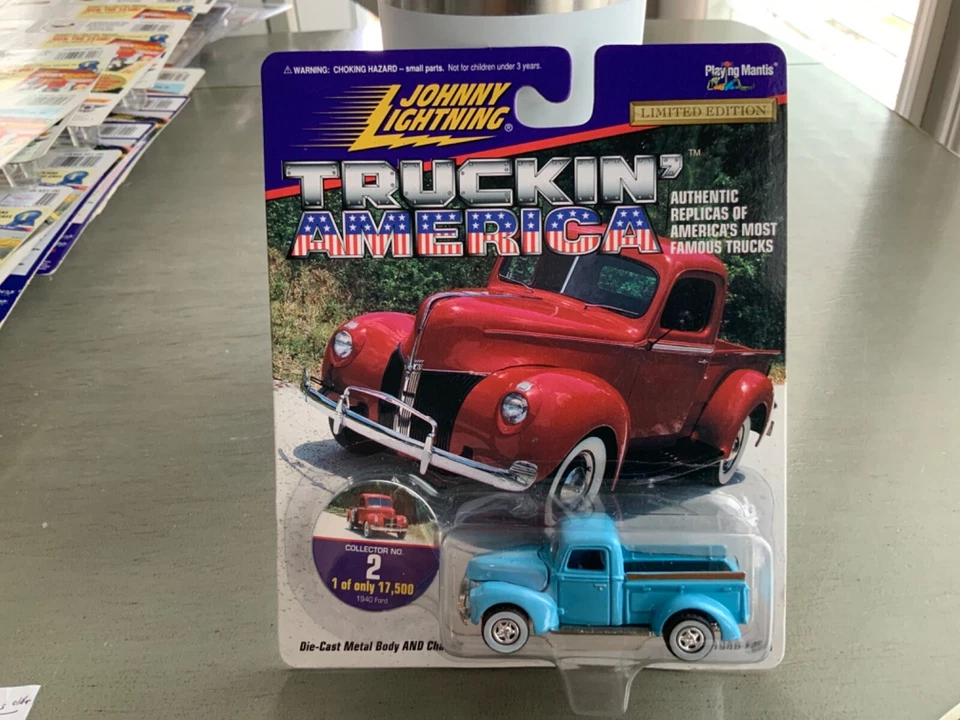 ⚠ WARNING: CHOKING HAZARD – small parts. Not for children under 3 years.
Playing Mantis®
JOHNNY
LIGHTNING®
LIMITED EDITION
TRUCKIN'™
AMERICA
AUTHENTIC
REPLICAS OF
AMERICA'S MOST
FAMOUS TRUCKS
COLLECTOR NO.
2
1 of only 17,500
1940 Ford
Die-Cast Metal Body AND